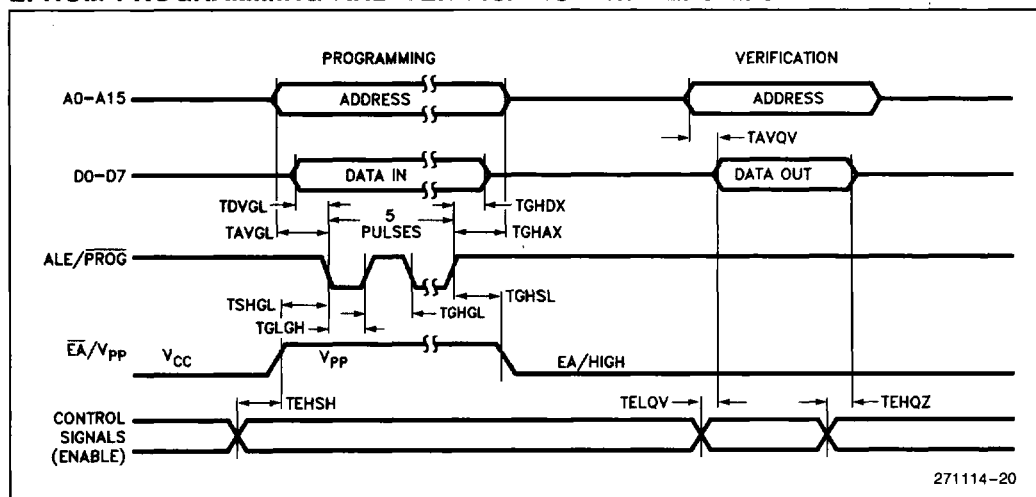 PROGRAMMING
VERIFICATION
A0–A15
ADDRESS
ADDRESS
TAVQV
D0–D7
DATA IN
DATA OUT
TDVGL
5
PULSES
TGHDX
TAVGL
TGHAX
ALE/PROG
TSHGL
TGHGL
TGHSL
TGLGH
EA/VPP
VCC
VPP
EA/HIGH
TEHSH
TELQV
TEHQZ
CONTROL
SIGNALS
(ENABLE)
271114–20